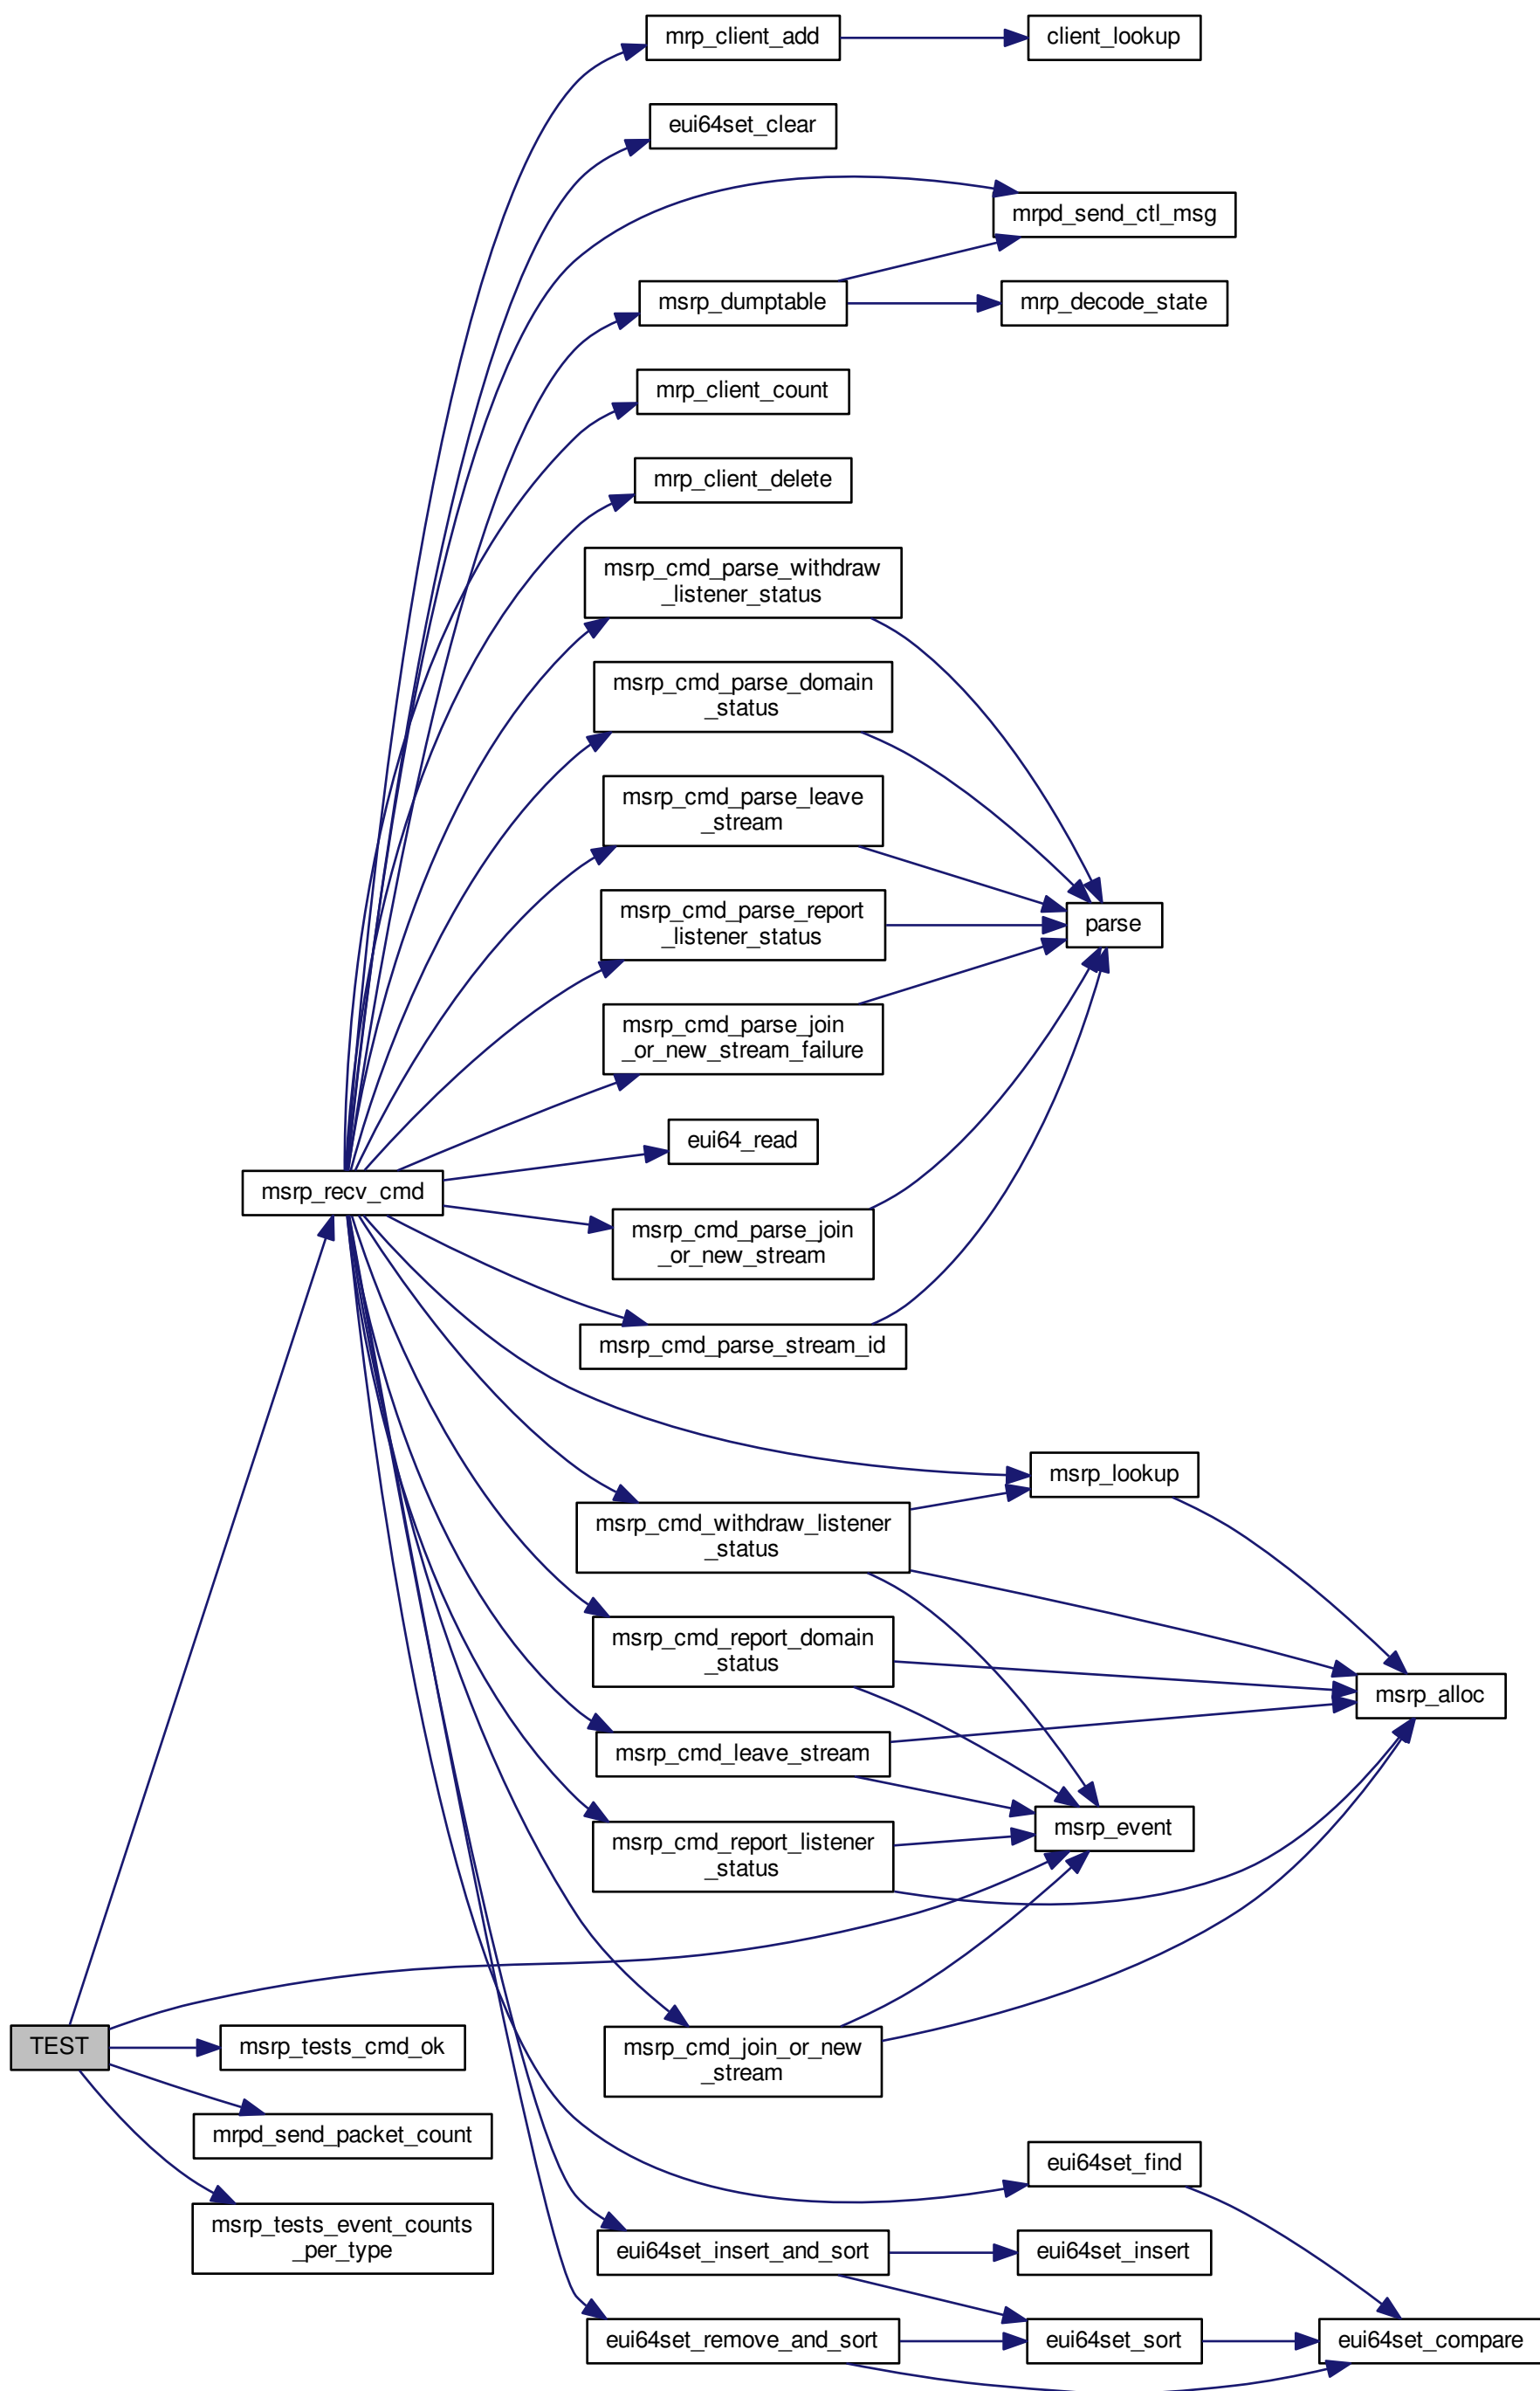 mrp_client_add
client_lookup
eui64set_clear
mrpd_send_ctl_msg
msrp_dumptable
mrp_decode_state
mrp_client_count
mrp_client_delete
msrp_cmd_parse_withdraw
_listener_status
msrp_cmd_parse_domain
_status
msrp_cmd_parse_leave
_stream
msrp_cmd_parse_report
_listener_status
parse
msrp_cmd_parse_join
_or_new_stream_failure
eui64_read
msrp_recv_cmd
msrp_cmd_parse_join
_or_new_stream
msrp_cmd_parse_stream_id
msrp_lookup
msrp_cmd_withdraw_listener
_status
msrp_cmd_report_domain
_status
msrp_alloc
msrp_cmd_leave_stream
msrp_event
msrp_cmd_report_listener
_status
TEST
msrp_tests_cmd_ok
msrp_cmd_join_or_new
_stream
mrpd_send_packet_count
eui64set_find
msrp_tests_event_counts
_per_type
eui64set_insert_and_sort
eui64set_insert
eui64set_remove_and_sort
eui64set_sort
eui64set_compare